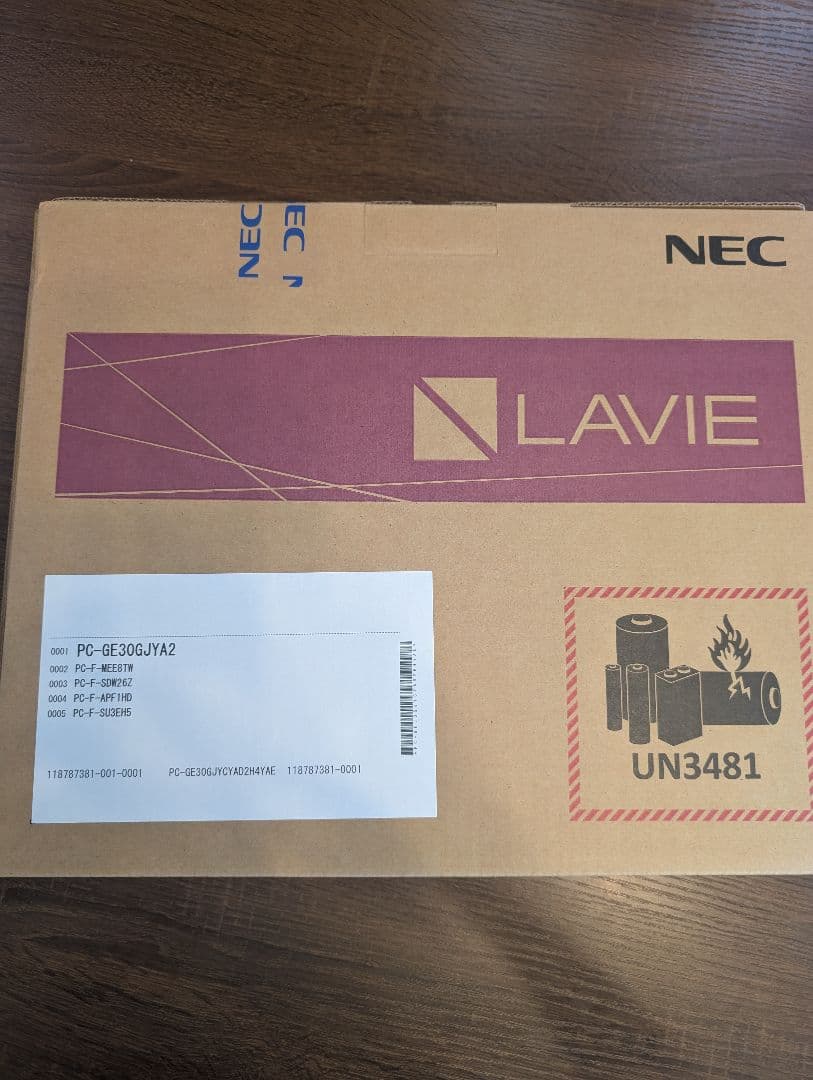 NEC
EC N
NEC
LAVIE
0001 PC-GE30GJYA2
0002 PC-F-MEE8TW
0003 PC-F-SDW26Z
0004 PC-F-APF1HD
0005 PC-F-SU3EH5
118787381-001-0001 PC-GE30GJYCYAD2H4YAE 118787381-0001
UN3481